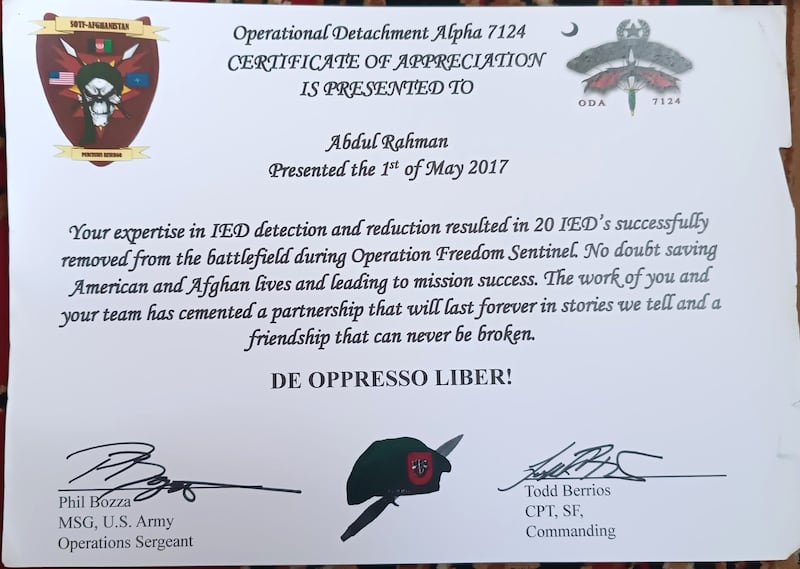 SOTF-AFGHANISTAN
Operational Detachment Alpha 7124
CERTIFICATE OF APPRECIATION
IS PRESENTED TO
ODA 7124
Abdul Rahman
Presented the 1st of May 2017
Your expertise in IED detection and reduction resulted in 20 IED's successfully
removed from the battlefield during Operation Freedom Sentinel. No doubt saving
American and Afghan lives and leading to mission success. The work of you and
your team has cemented a partnership that will last forever in stories we tell and a
friendship that can never be broken.
DE OPPRESSO LIBER!
Phil Bozza
MSG, U.S. Army
Operations Sergeant
Todd Berrios
CPT, SF,
Commanding